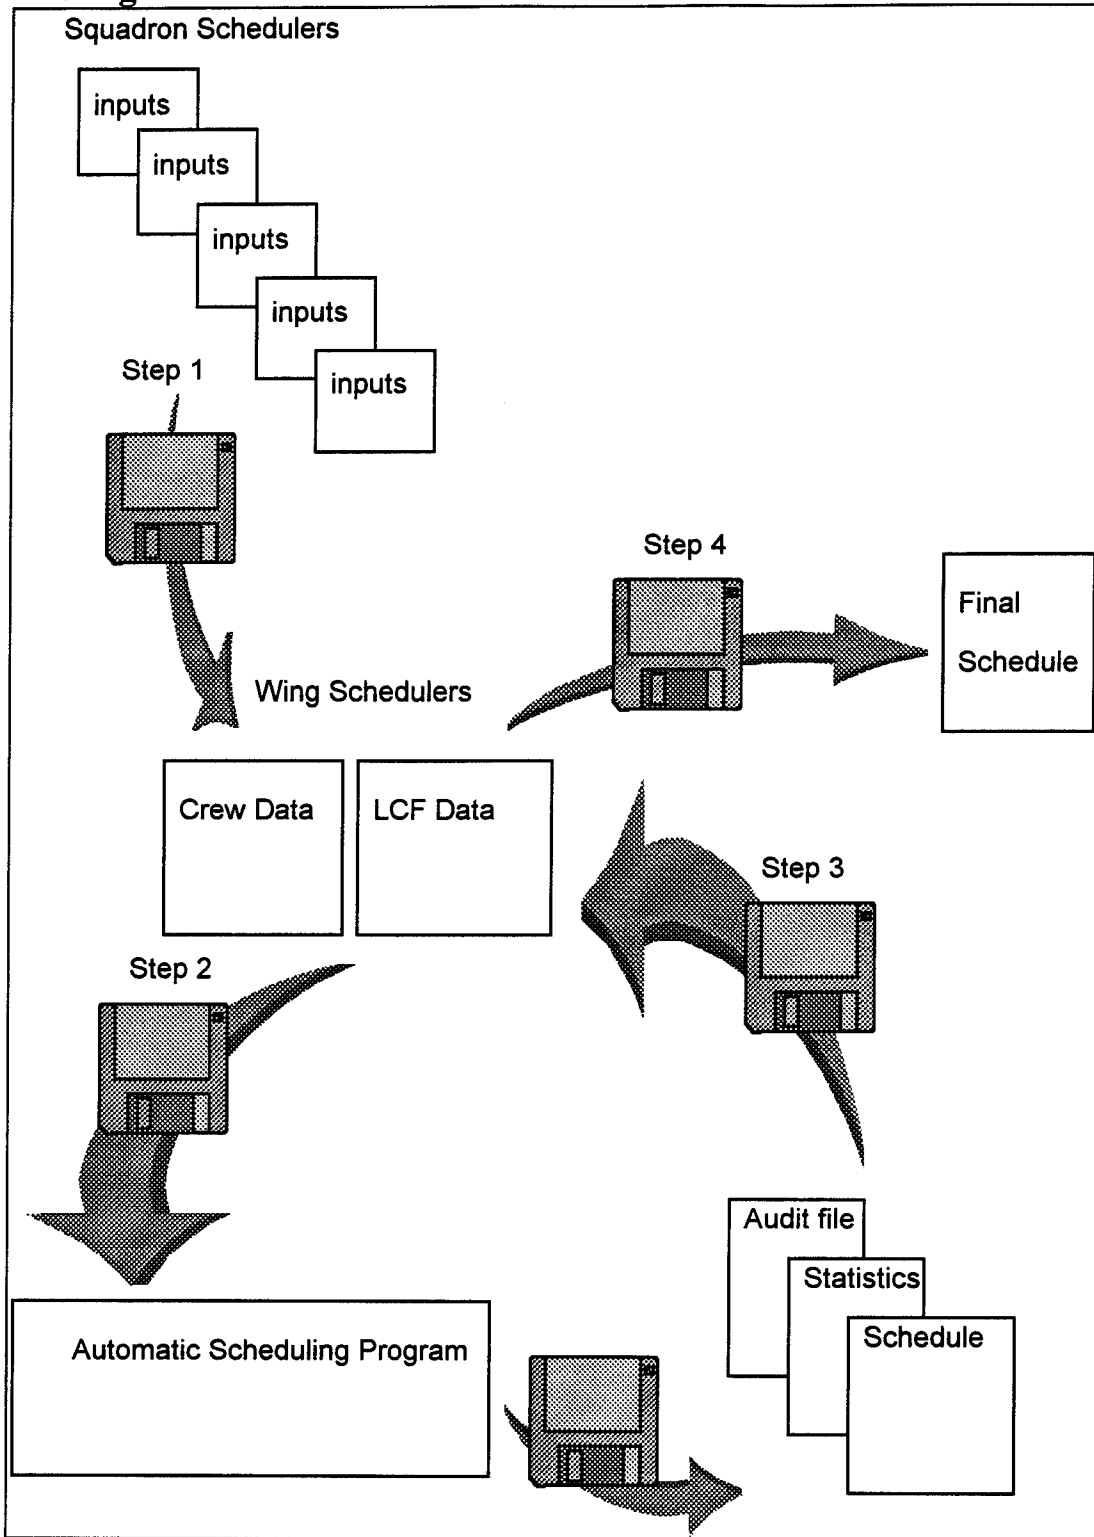 Squadron Schedulers
inputs
inputs
inputs
inputs
inputs
Step 1
Step 4
Final
Schedule
Wing Schedulers
Crew Data
LCF Data
Step 3
Step 2
Audit file
Statistics
Schedule
Automatic Scheduling Program